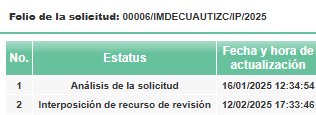 Folio de la solicitud: 00006/IMDECUAUTIZC/IP/2025
No. Estatus Fecha y hora de actualización
1 Análisis de la solicitud 16/01/2025 12:34:54
2 Interposición de recurso de revisión 12/02/2025 17:33:46